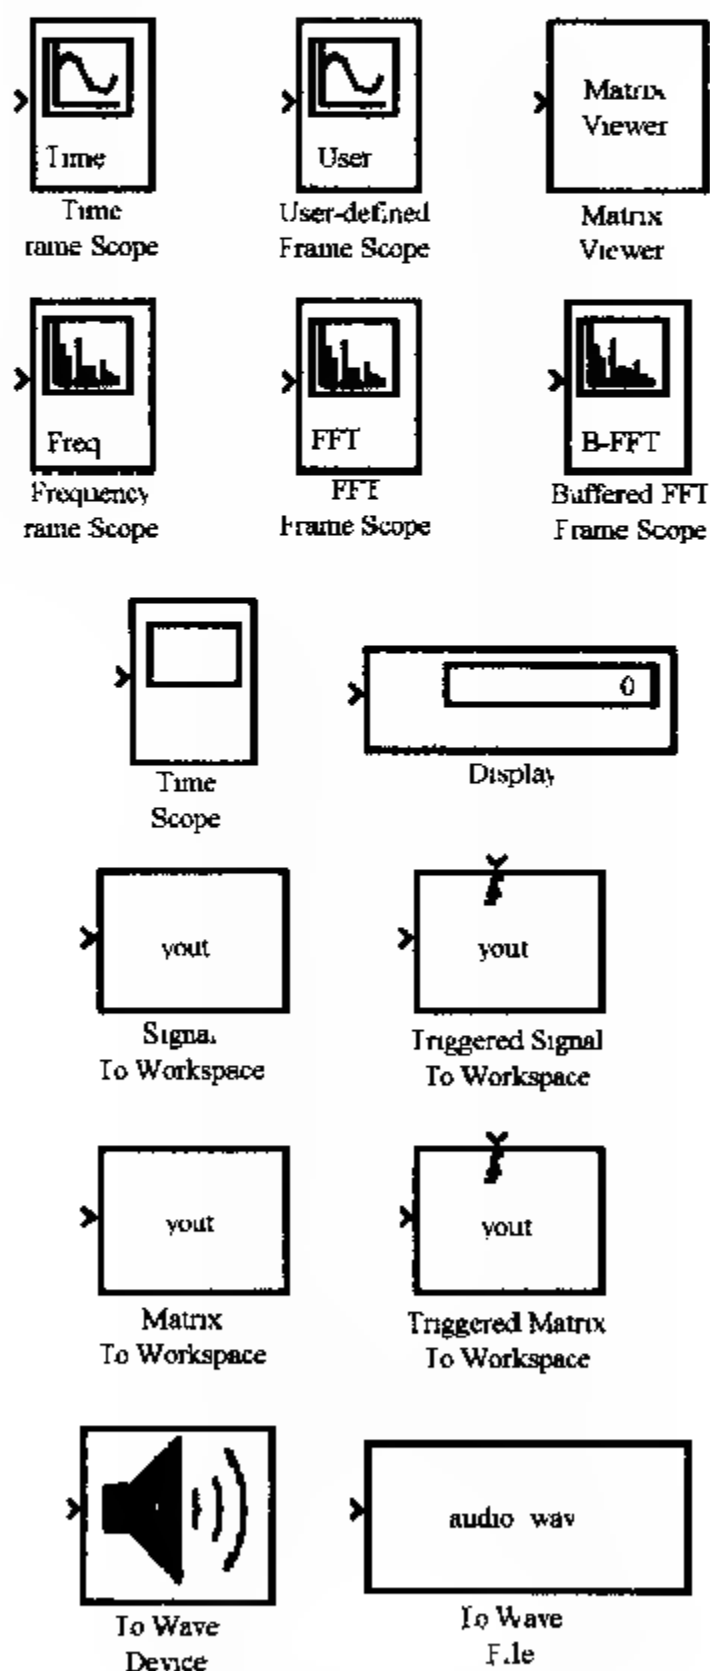 Time
User
Matrix
Viewer
Time
rame Scope
User-defined
Frame Scope
Matrix
Viewer
Freq
FFT
B-FFT
Frequency
rame Scope
FFT
Frame Scope
Buffered FFT
Frame Scope
0
Time
Scope
Display
yout
yout
Signal
To Workspace
Triggered Signal
To Workspace
yout
yout
Matrix
To Workspace
Triggered Matrix
To Workspace
audio wav
To Wave
Device
To Wave
File